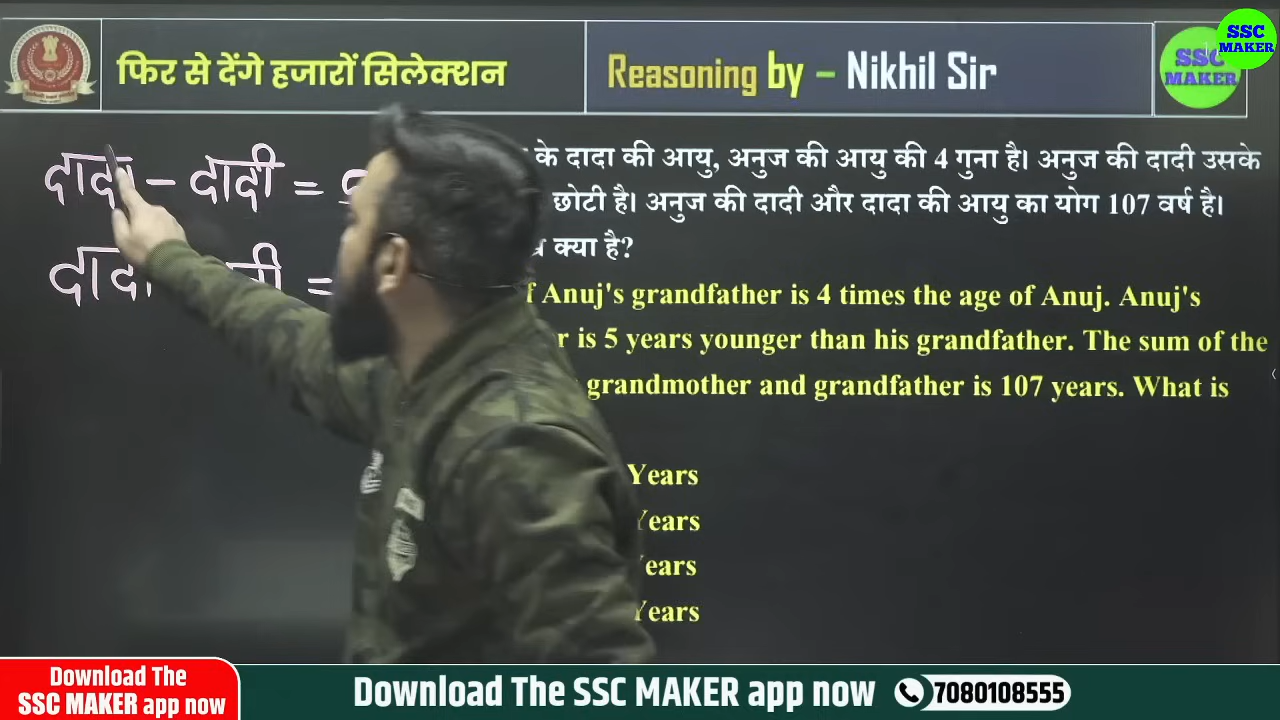 फिर से देंगे हजारों सिलेक्शन
Reasoning by – Nikhil Sir
SSC
MAKER
SSC
MAKER
दादा – दादी =
के दादा की आयु, अनुज की आयु की 4 गुना है। अनुज की दादी उसके
छोटी है। अनुज की दादी और दादा की आयु का योग 107 वर्ष है।
क्या है?
दादा =
Anuj's grandfather is 4 times the age of Anuj. Anuj's
is 5 years younger than his grandfather. The sum of the
grandmother and grandfather is 107 years. What is
Years
Years
Years
Years
Download The
SSC MAKER app now
Download The SSC MAKER app now
7080108555